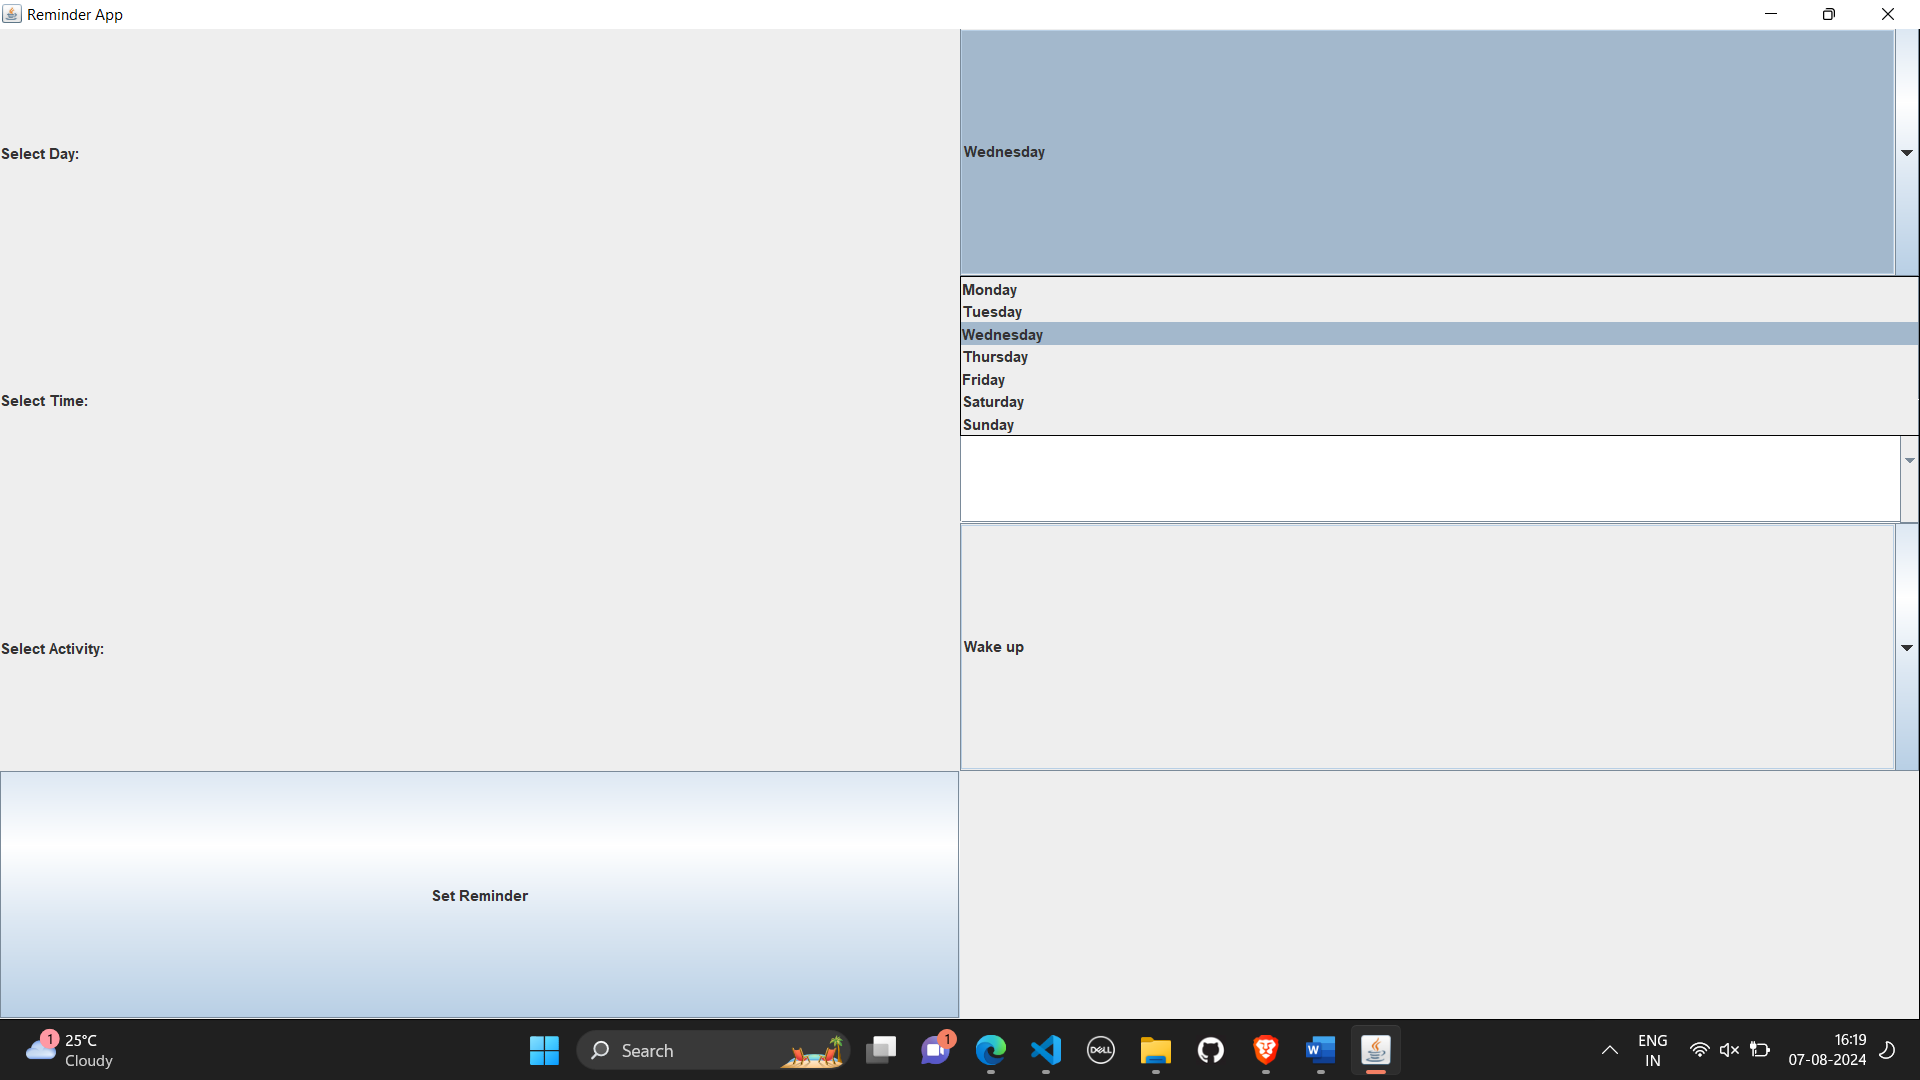 Reminder App
Select Day:
Wednesday
Monday
Tuesday
Wednesday
Thursday
Friday
Saturday
Sunday
Select Time:
Select Activity:
Wake up
Set Reminder
1
25°C
Cloudy
Search
1
DELL
W
ENG
IN
16:19
07-08-2024